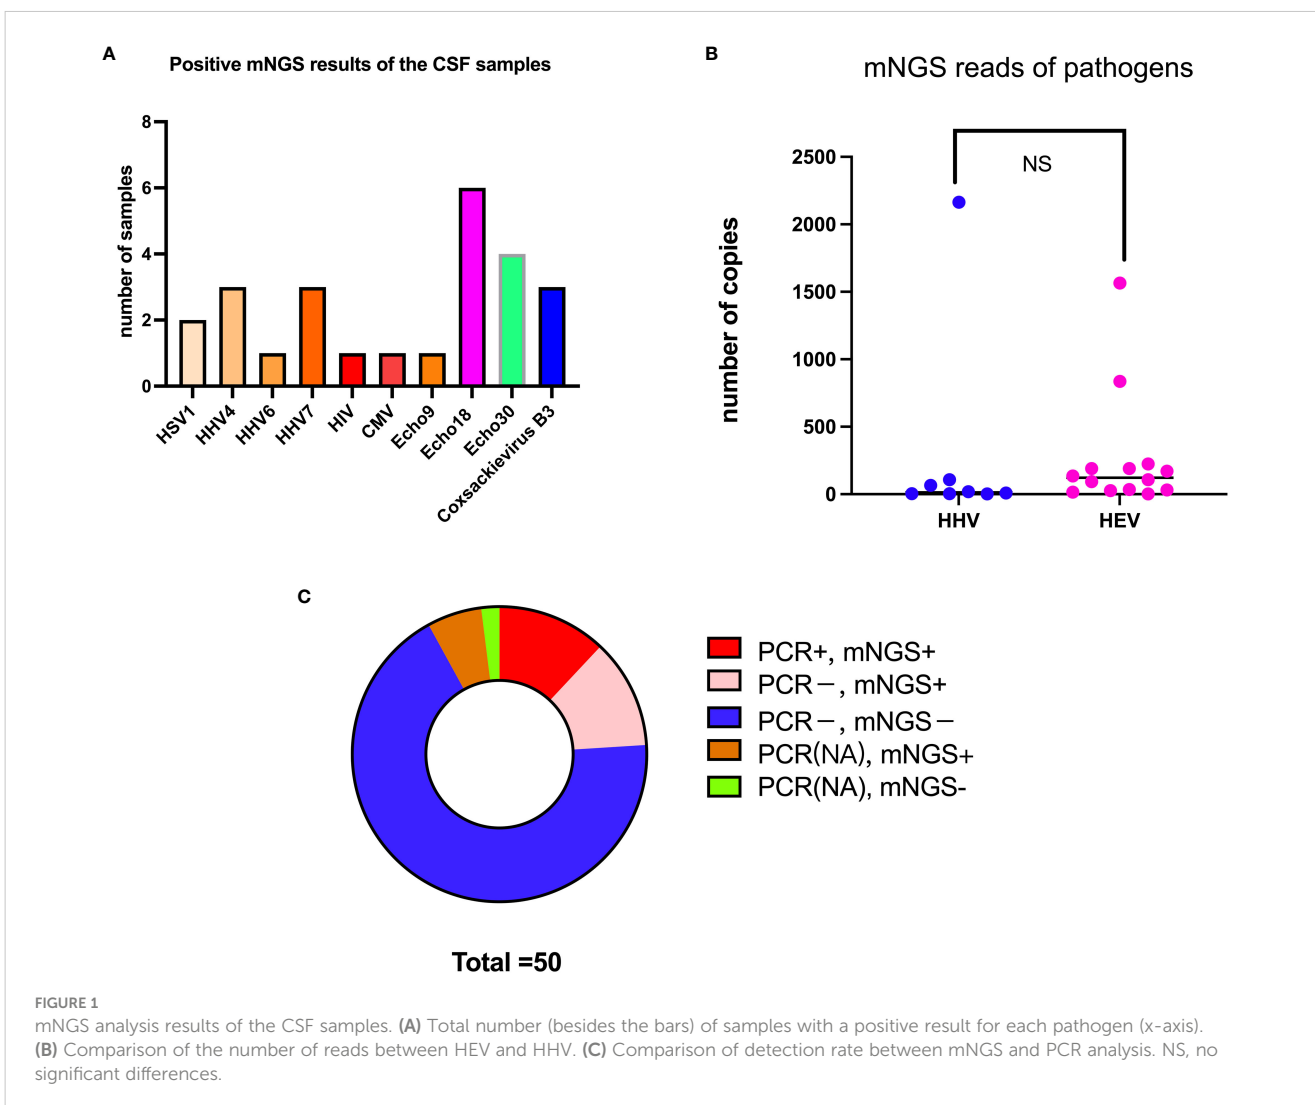 A
Positive mNGS results of the CSF samples
number of samples
8
6
4
2
0
HSV1
HHV4
HHV6
HHV7
HIV
CMV
Echo9
Echo18
Echo30
Coxsackievirus B3
B
mNGS reads of pathogens
number of copies
2500
2000
1500
1000
500
0
NS
HHV
HEV
C
PCR+, mNGS+
PCR−, mNGS+
PCR−, mNGS−
PCR(NA), mNGS+
PCR(NA), mNGS-
Total =50
FIGURE 1
mNGS analysis results of the CSF samples. (A) Total number (besides the bars) of samples with a positive result for each pathogen (x-axis).
(B) Comparison of the number of reads between HEV and HHV. (C) Comparison of detection rate between mNGS and PCR analysis. NS, no
significant differences.